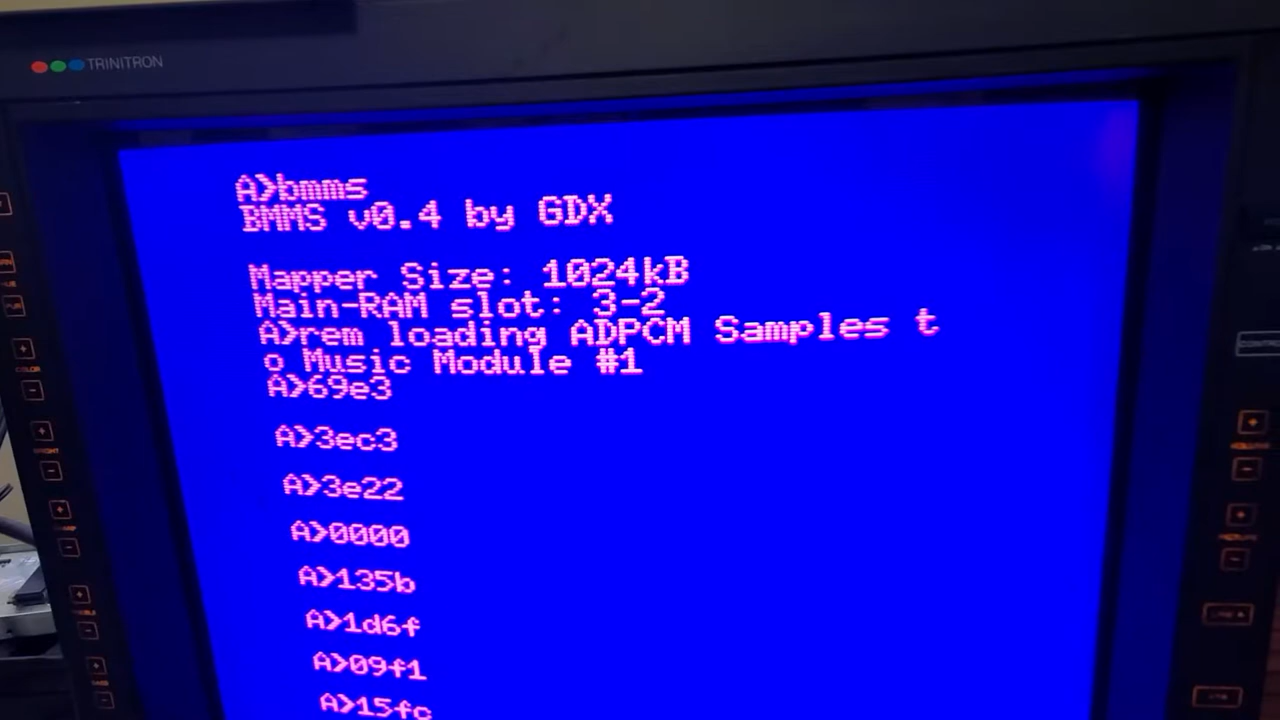 TRINITRON
A>bmms
BMMS v0.4 by GDX
Mapper Size: 1024kB
Main-RAM slot: 3-2
A>rem loading ADPCM Samples t
o Music Module #1
A>69e3
A>3ec3
A>3e22
A>0000
A>135b
A>1d6f
A>09f1
A>15fc